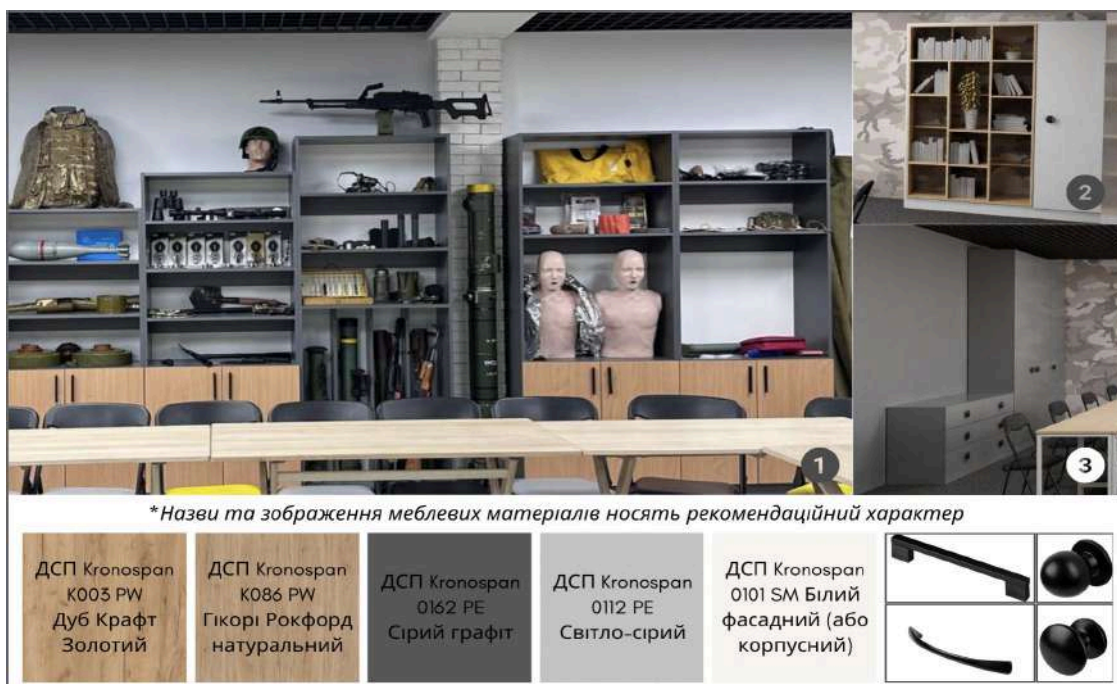 2
1
3
*Назви та зображення меблевих матеріалів носять рекомендаційний характер
ДСП Kronospan
K003 PW
Дуб Крафт
Золотий
ДСП Kronospan
K086 PW
Гікорі Рокфорд
натуральний
ДСП Kronospan
0162 PE
Сірий графіт
ДСП Kronospan
0112 PE
Світло-сірий
ДСП Kronospan
0101 SM Білий
фасадний (або
корпусний)